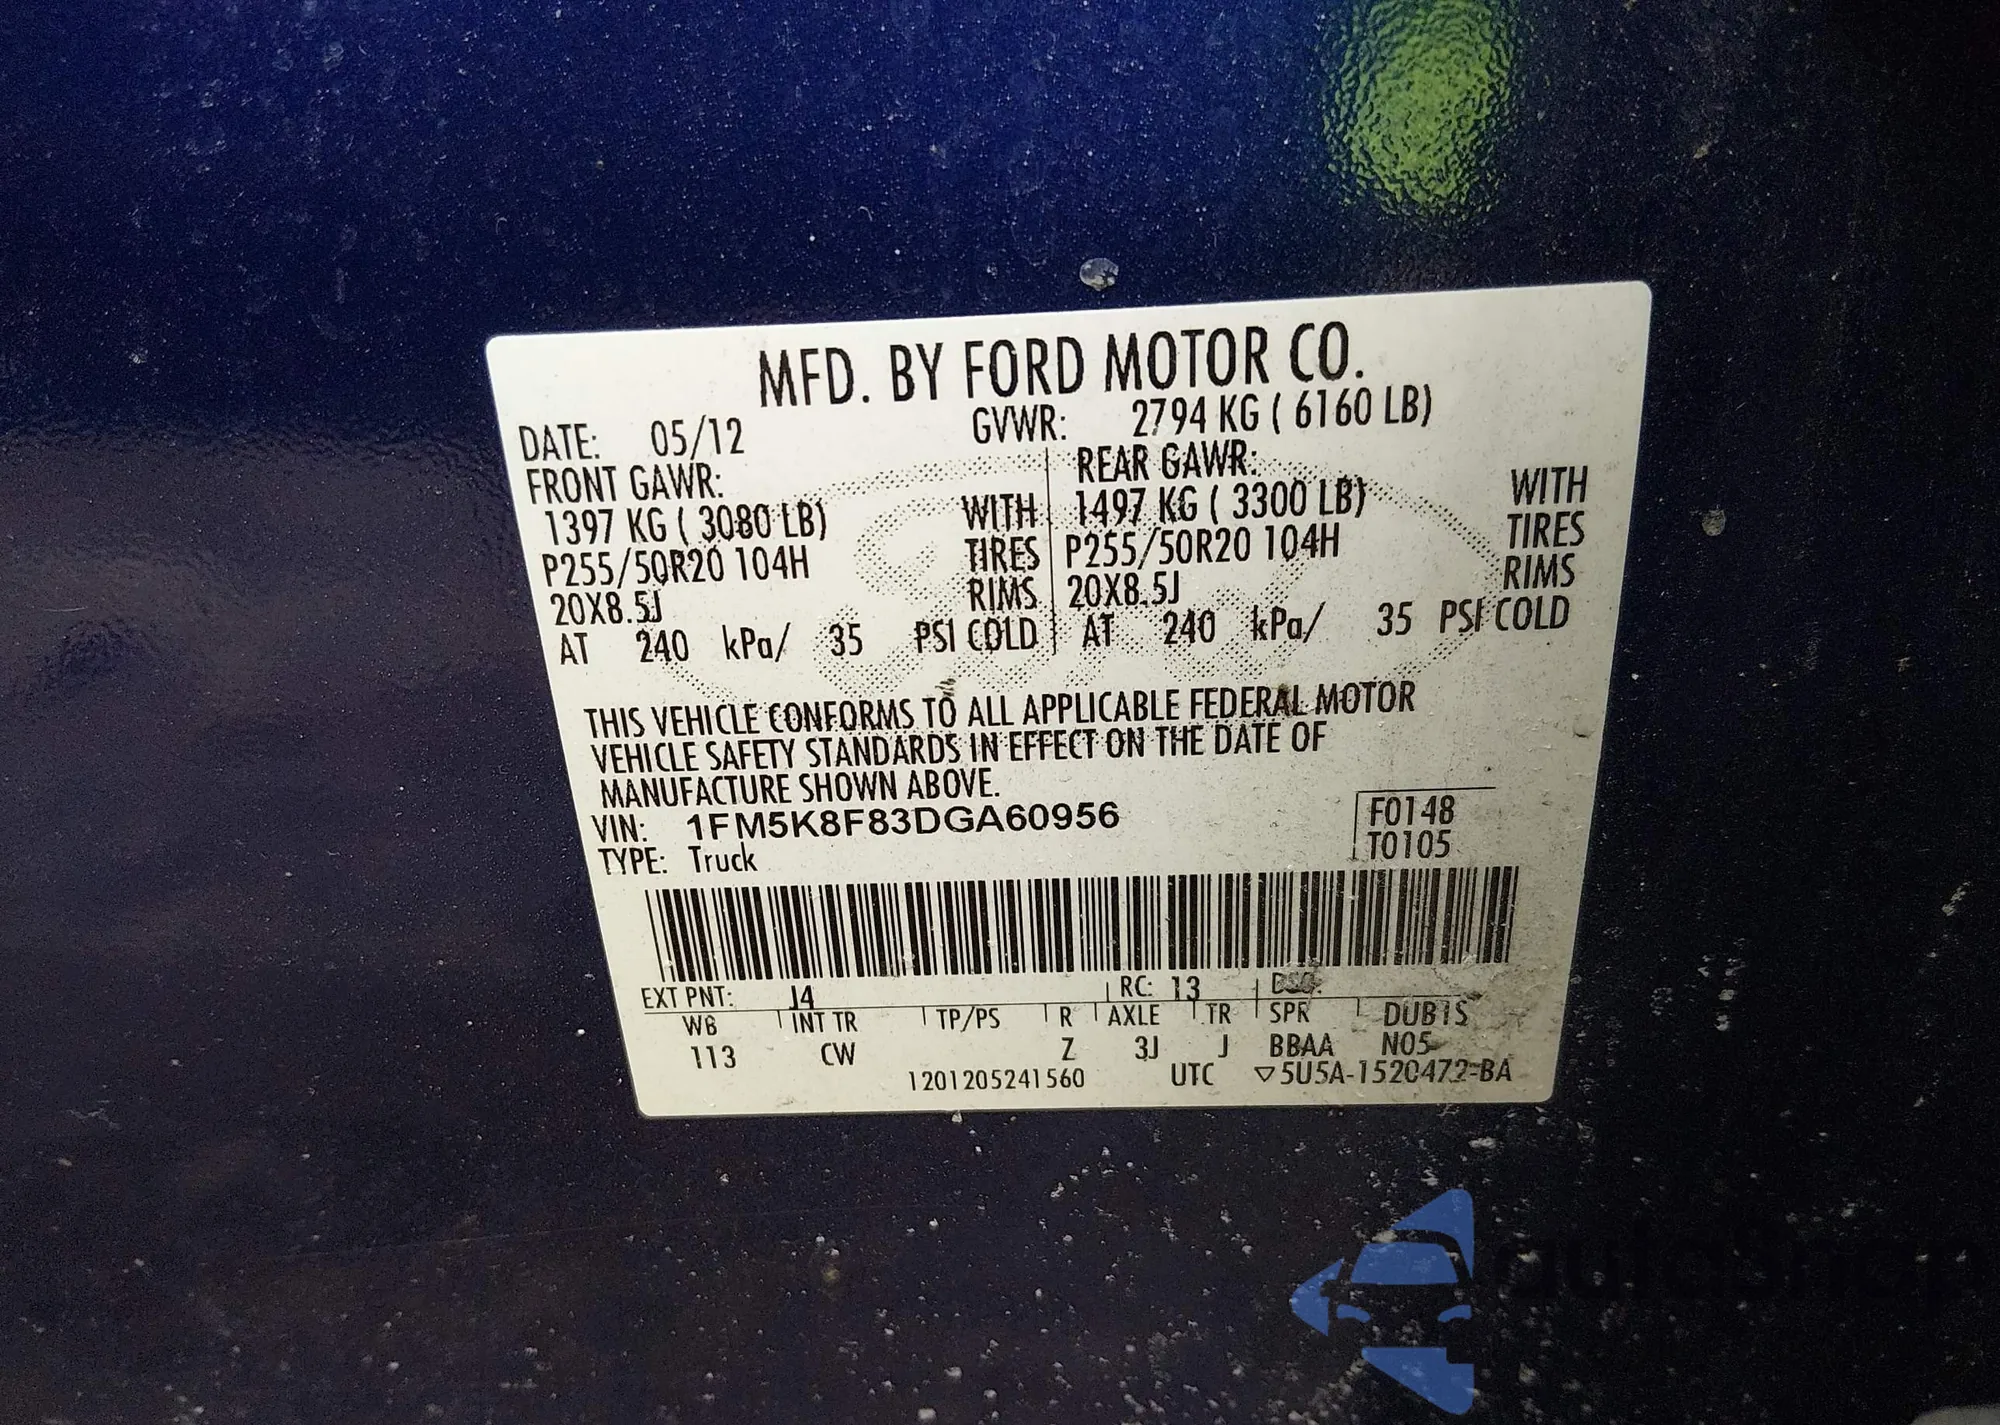 MFD. BY FORD MOTOR CO.
DATE: 05/12 GVWR: 2794 KG ( 6160 LB)
FRONT GAWR: REAR GAWR:
1397 KG ( 3080 LB) WITH 1497 KG ( 3300 LB) WITH
P255/50R20 104H TIRES P255/50R20 104H TIRES
20X8.5J RIMS 20X8.5J RIMS
AT 240 kPa/ 35 PSI COLD AT 240 kPa/ 35 PSI COLD
THIS VEHICLE CONFORMS TO ALL APPLICABLE FEDERAL MOTOR
VEHICLE SAFETY STANDARDS IN EFFECT ON THE DATE OF
MANUFACTURE SHOWN ABOVE.
VIN: 1FM5K8F83DGA60956 F0148
TYPE: Truck T0105
EXT PNT: J4 RC: 13 DSO:
WB INT TR TP/PS R AXLE TR SPR DUB1S
113 CW Z 3J J BBAA N05
1201205241560 UTC ▽5U5A-1520472-BA
autoShop